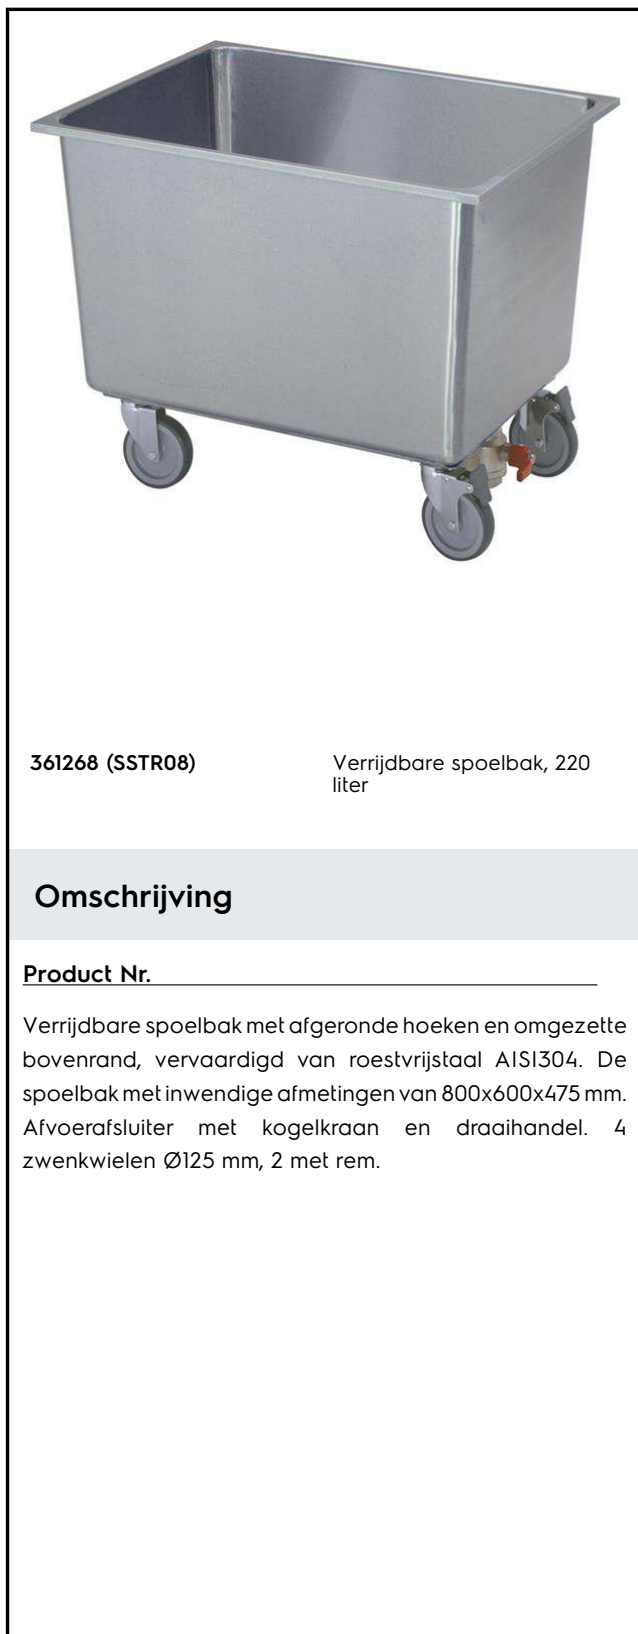 361268 (SSTR08)
Verrijdbare spoelbak, 220
liter
Omschrijving
Product Nr.
Verrijdbare spoelbak met afgeronde hoeken en omgezette
bovenrand, vervaardigd van roestvrijstaal AISI304. De
spoelbak met inwendige afmetingen van 800x600x475 mm.
Afvoerafsluiter met kogelkraan en draaihandel. 4
zwenkwielen Ø125 mm, 2 met rem.